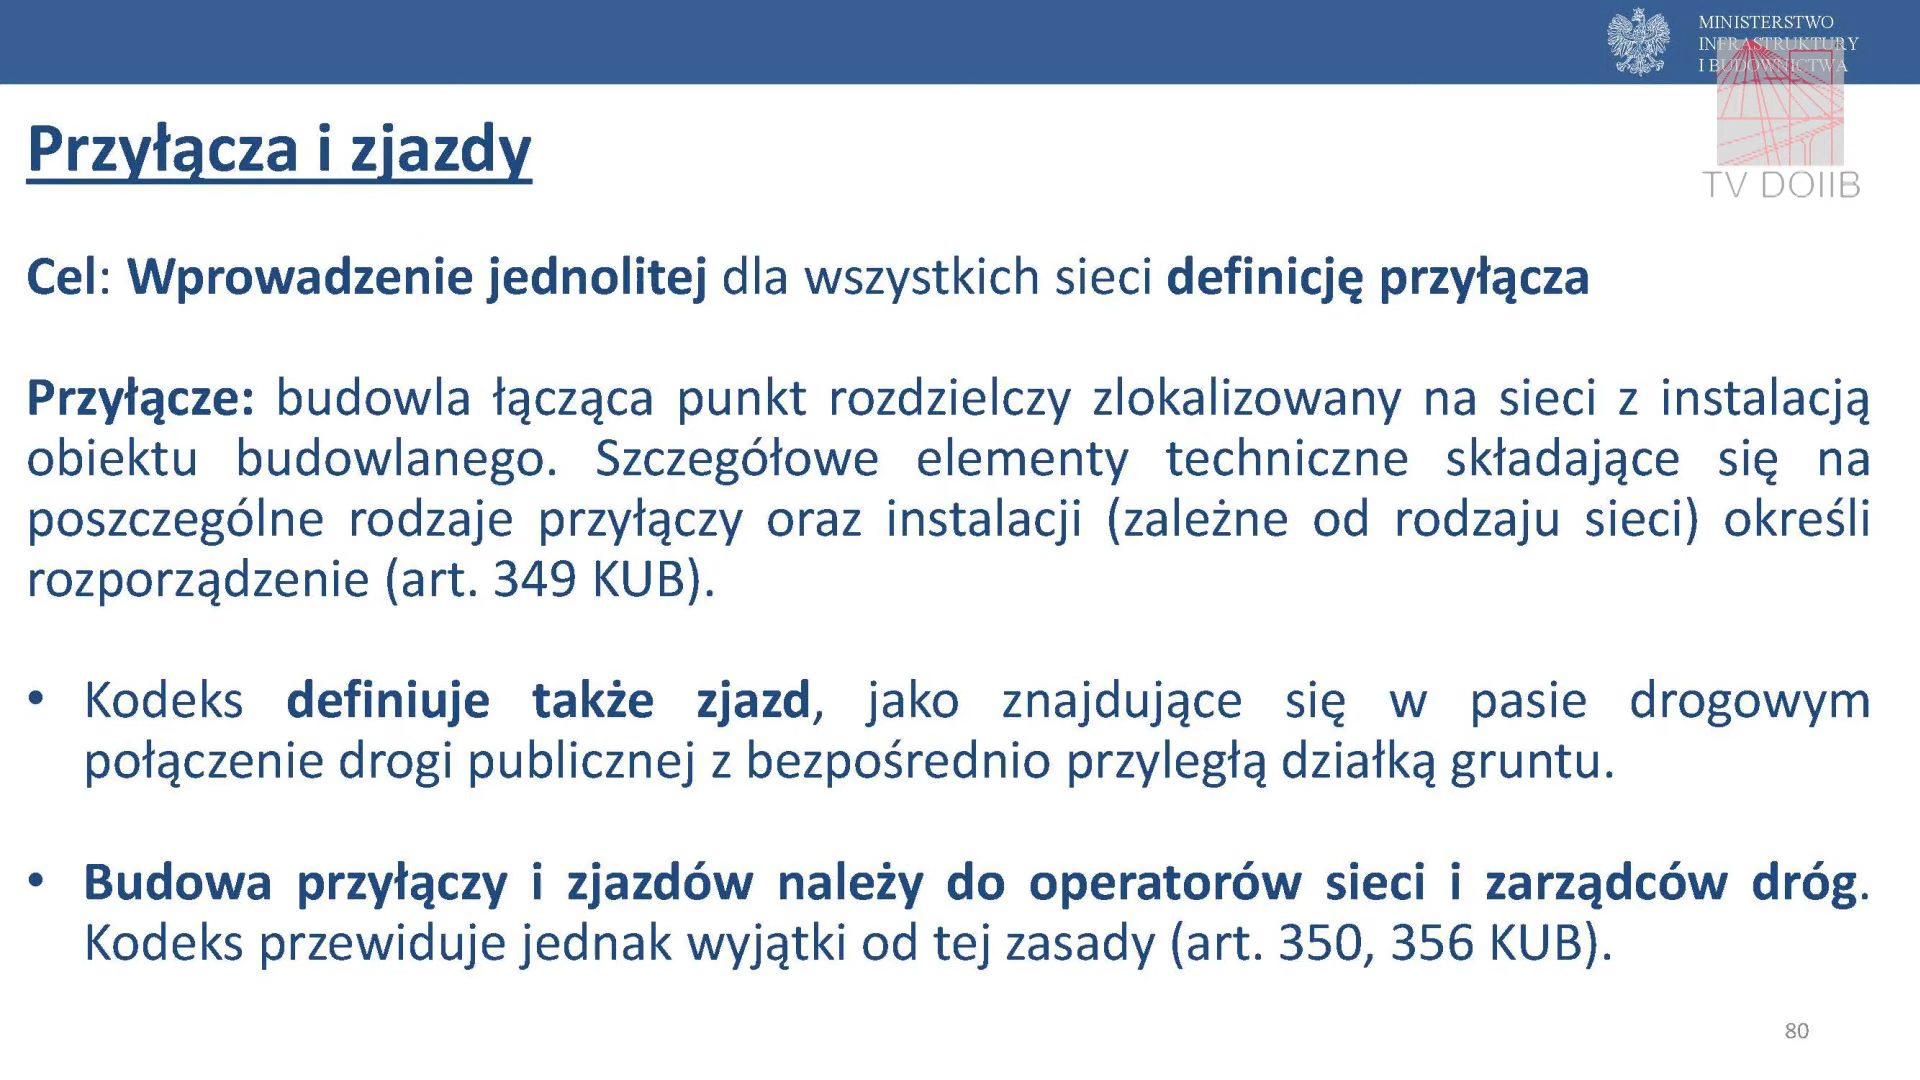 MINISTERSTWO
INFRASTRUKTURY
I BUDOWNICTWA
TV DOIIB
Przyłącza i zjazdy
Cel: Wprowadzenie jednolitej dla wszystkich sieci definicję przyłącza
Przyłącze: budowla łącząca punkt rozdzielczy zlokalizowany na sieci z instalacją
obiektu budowlanego. Szczegółowe elementy techniczne składające się na
poszczególne rodzaje przyłączy oraz instalacji (zależne od rodzaju sieci) określi
rozporządzenie (art. 349 KUB).
• Kodeks definiuje także zjazd, jako znajdujące się w pasie drogowym
połączenie drogi publicznej z bezpośrednio przyległą działką gruntu.
• Budowa przyłączy i zjazdów należy do operatorów sieci i zarządców dróg.
Kodeks przewiduje jednak wyjątki od tej zasady (art. 350, 356 KUB).
80